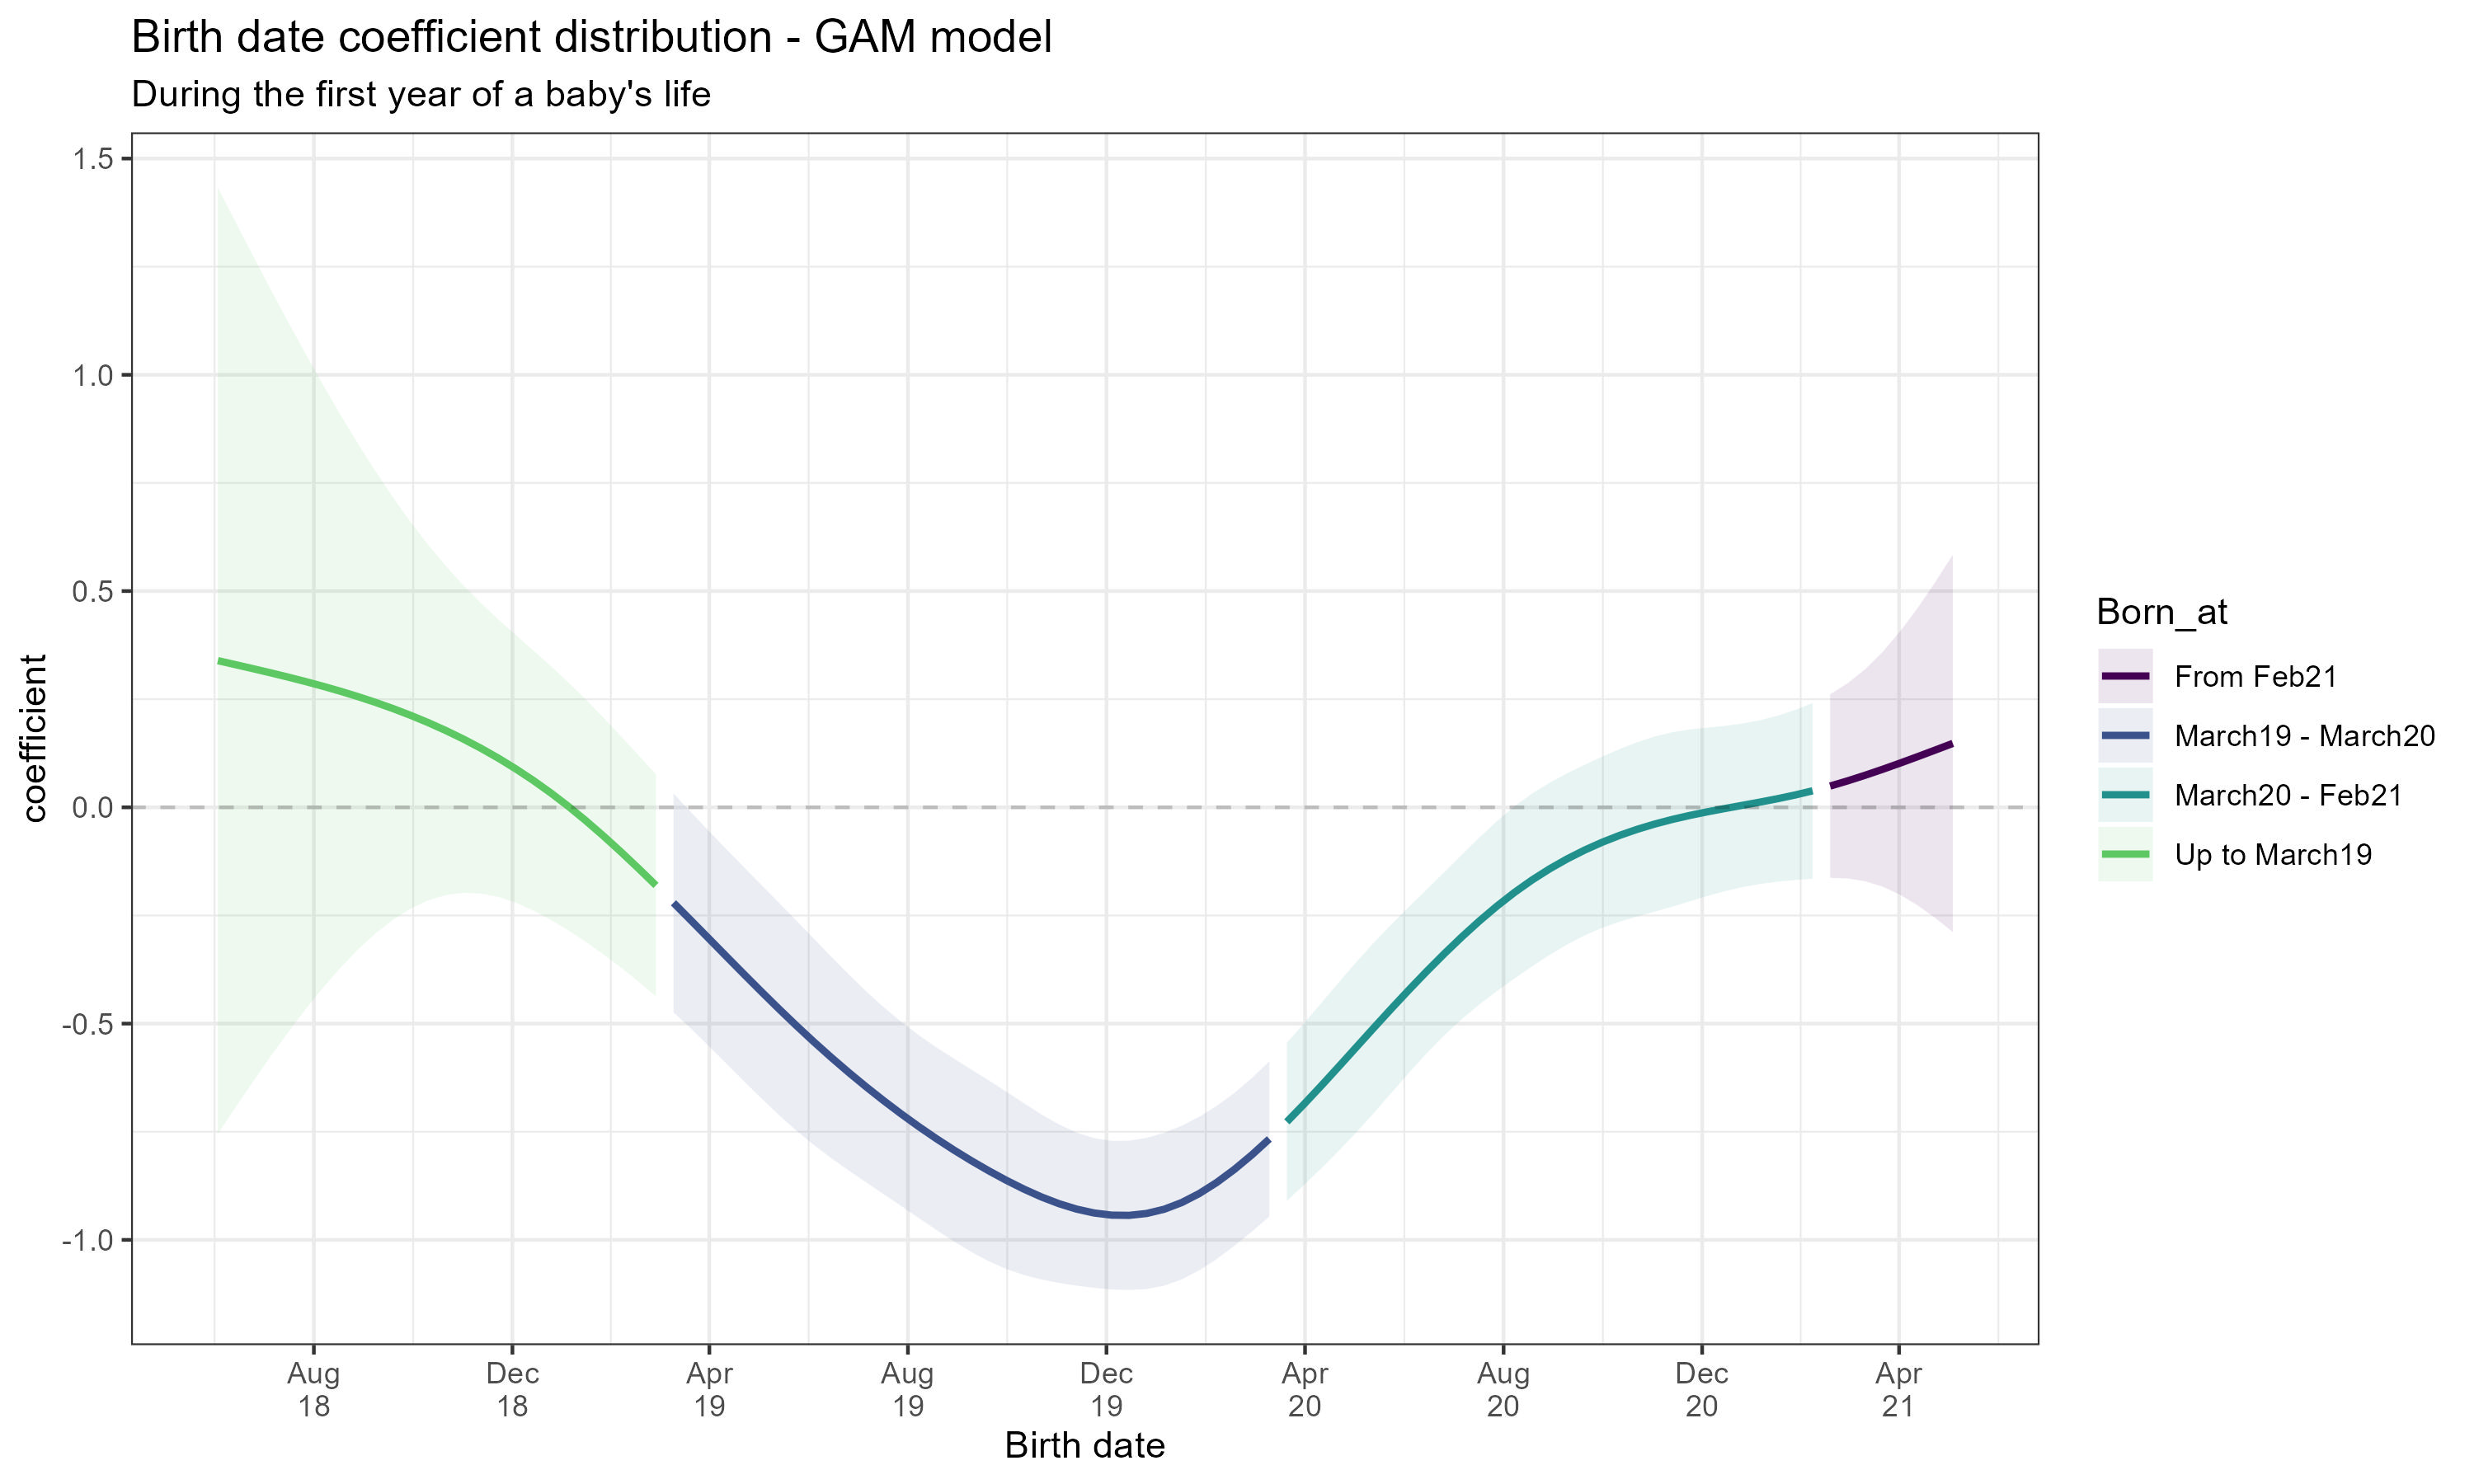 Birth date coefficient distribution - GAM model
During the first year of a baby's life
1.5
1.0
0.5
0.0
-0.5
-1.0
coefficient
Aug Dec Apr Aug Dec Apr Aug Dec Apr
18 18 19 19 19 20 20 20 21
Birth date
Born_at
From Feb21
March19 - March20
March20 - Feb21
Up to March19